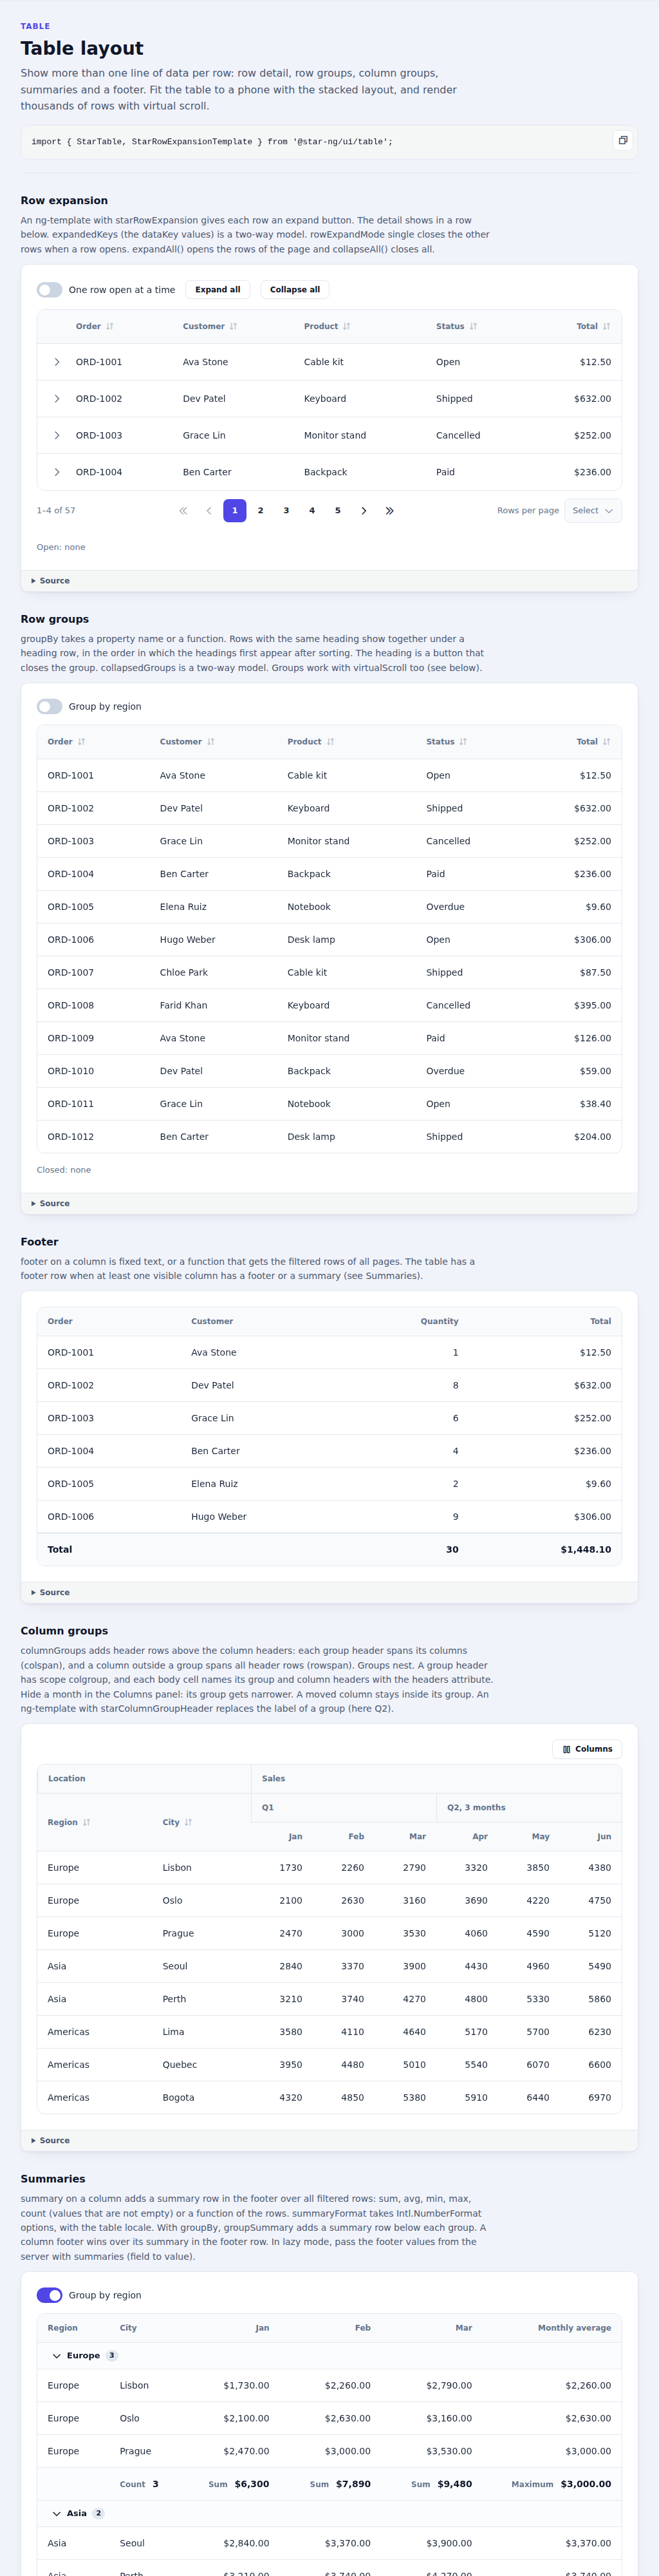 TABLE
Table layout
Show more than one line of data per row: row detail, row groups, column groups,
summaries and a footer. Fit the table to a phone with the stacked layout, and render
thousands of rows with virtual scroll.
import { StarTable, StarRowExpansionTemplate } from '@star-ng/ui/table';
Row expansion
An ng-template with starRowExpansion gives each row an expand button. The detail shows in a row
below. expandedKeys (the dataKey values) is a two-way model. rowExpandMode single closes the other
rows when a row opens. expandAll() opens the rows of the page and collapseAll() closes all.
One row open at a time Expand all Collapse all
Order Customer Product Status Total
ORD-1001 Ava Stone Cable kit Open $12.50
ORD-1002 Dev Patel Keyboard Shipped $632.00
ORD-1003 Grace Lin Monitor stand Cancelled $252.00
ORD-1004 Ben Carter Backpack Paid $236.00
1–4 of 57 1 2 3 4 5 Rows per page Select
Open: none
Source
Row groups
groupBy takes a property name or a function. Rows with the same heading show together under a
heading row, in the order in which the headings first appear after sorting. The heading is a button that
closes the group. collapsedGroups is a two-way model. Groups work with virtualScroll too (see below).
Group by region
Order Customer Product Status Total
ORD-1001 Ava Stone Cable kit Open $12.50
ORD-1002 Dev Patel Keyboard Shipped $632.00
ORD-1003 Grace Lin Monitor stand Cancelled $252.00
ORD-1004 Ben Carter Backpack Paid $236.00
ORD-1005 Elena Ruiz Notebook Overdue $9.60
ORD-1006 Hugo Weber Desk lamp Open $306.00
ORD-1007 Chloe Park Cable kit Shipped $87.50
ORD-1008 Farid Khan Keyboard Cancelled $395.00
ORD-1009 Ava Stone Monitor stand Paid $126.00
ORD-1010 Dev Patel Backpack Overdue $59.00
ORD-1011 Grace Lin Notebook Open $38.40
ORD-1012 Ben Carter Desk lamp Shipped $204.00
Closed: none
Source
Footer
footer on a column is fixed text, or a function that gets the filtered rows of all pages. The table has a
footer row when at least one visible column has a footer or a summary (see Summaries).
Order Customer Quantity Total
ORD-1001 Ava Stone 1 $12.50
ORD-1002 Dev Patel 8 $632.00
ORD-1003 Grace Lin 6 $252.00
ORD-1004 Ben Carter 4 $236.00
ORD-1005 Elena Ruiz 2 $9.60
ORD-1006 Hugo Weber 9 $306.00
Total 30 $1,448.10
Source
Column groups
columnGroups adds header rows above the column headers: each group header spans its columns
(colspan), and a column outside a group spans all header rows (rowspan). Groups nest. A group header
has scope colgroup, and each body cell names its group and column headers with the headers attribute.
Hide a month in the Columns panel: its group gets narrower. A moved column stays inside its group. An
ng-template with starColumnGroupHeader replaces the label of a group (here Q2).
Columns
Location Sales
Region City Q1 Q2, 3 months
Jan Feb Mar Apr May Jun
Europe Lisbon 1730 2260 2790 3320 3850 4380
Europe Oslo 2100 2630 3160 3690 4220 4750
Europe Prague 2470 3000 3530 4060 4590 5120
Asia Seoul 2840 3370 3900 4430 4960 5490
Asia Perth 3210 3740 4270 4800 5330 5860
Americas Lima 3580 4110 4640 5170 5700 6230
Americas Quebec 3950 4480 5010 5540 6070 6600
Americas Bogota 4320 4850 5380 5910 6440 6970
Source
Summaries
summary on a column adds a summary row in the footer over all filtered rows: sum, avg, min, max,
count (values that are not empty) or a function of the rows. summaryFormat takes Intl.NumberFormat
options, with the table locale. With groupBy, groupSummary adds a summary row below each group. A
column footer wins over its summary in the footer row. In lazy mode, pass the footer values from the
server with summaries (field to value).
Group by region
Region City Jan Feb Mar Monthly average
Europe 3
Europe Lisbon $1,730.00 $2,260.00 $2,790.00 $2,260.00
Europe Oslo $2,100.00 $2,630.00 $3,160.00 $2,630.00
Europe Prague $2,470.00 $3,000.00 $3,530.00 $3,000.00
Count 3 Sum $6,300 Sum $7,890 Sum $9,480 Maximum $3,000.00
Asia 2
Asia Seoul $2,840.00 $3,370.00 $3,900.00 $3,370.00
Asia Perth $3,210.00 $3,740.00 $4,270.00 $3,740.00